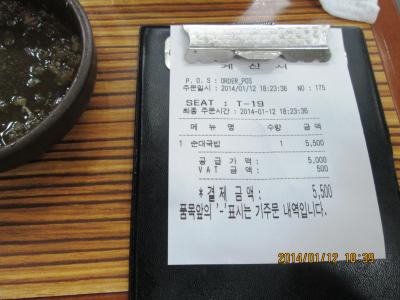 계 산 서
P. O. S : ORDER_POS
주문일시 : 2014/01/12 18:23:36 NO : 175
SEAT : T-19
최종 주문시간 : 2014-01-12 18:23:36
메 뉴 명 수량 금 액
1 순대국밥 1 5,500
공 급 가 액 : 5,000
V A T 금 액 : 500
*결 제 금 액 : 5,500
품목앞의 '-'표시는 기주문 내역입니다.
2014/01/12 18:39